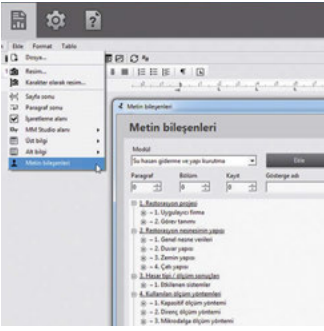 Ekle Format Tablo
Dosya...
Resim...
Karakter olarak resim...
Sayfa sonu
Paragraf sonu
İşaretleme alanı
MM Studio alanı
Üst bilgi
Alt bilgi
Metin bileşenleri
Metin bileşenleri
Metin bileşenleri
Modül
Su hasarı giderme ve yapı kurutma
Ekle
Paragraf Bölüm Kayıt Gösterge adı
0 0 0
1. Restorasyon projesi
1. Uygulayıcı firma
2. Görev tanımı
2. Restorasyon nesnesinin yapısı
1. Genel nesne verileri
2. Duvar yapısı
3. Zemin yapısı
4. Çatı yapısı
3. Hasar tipi / ölçüm sonuçları
1. Etkilenen sistemler
4. Kullanılan ölçüm yöntemleri
1. Kapasitif ölçüm yöntemi
2. Direnç ölçüm yöntemi
3. Mikrodalga ölçüm yöntemi